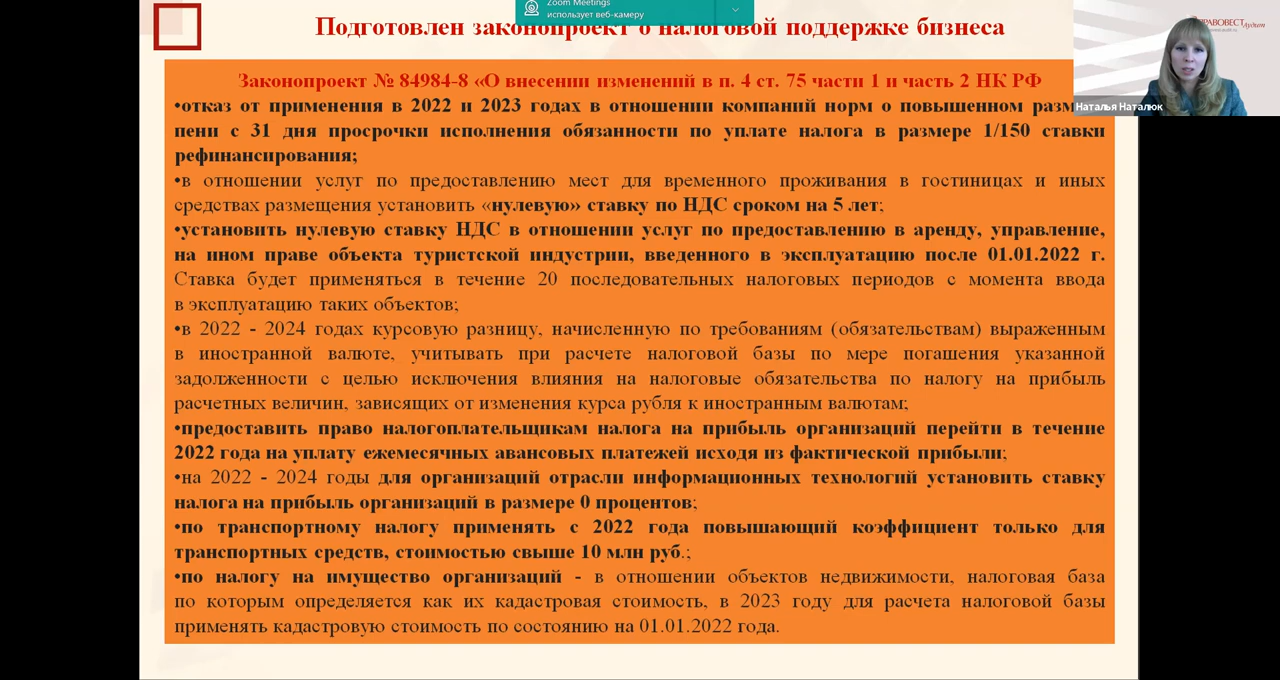 Zoom Meetings
использует веб-камеру
Подготовлен законопроект о налоговой поддержке бизнеса
Наталья Наталюк
Законопроект № 84984-8 «О внесении изменений в п. 4 ст. 75 части 1 и часть 2 НК РФ
•отказ от применения в 2022 и 2023 годах в отношении компаний норм о повышенном
пени с 31 дня просрочки исполнения обязанности по уплате налога в размере 1/150 ставки
рефинансирования;
•в отношении услуг по предоставлению мест для временного проживания в гостиницах и иных
средствах размещения установить «нулевую» ставку по НДС сроком на 5 лет;
•установить нулевую ставку НДС в отношении услуг по предоставлению в аренду, управление,
на ином праве объекта туристской индустрии, введенного в эксплуатацию после 01.01.2022 г.
Ставка будет применяться в течение 20 последовательных налоговых периодов с момента ввода
в эксплуатацию таких объектов;
•в 2022 - 2024 годах курсовую разницу, начисленную по требованиям (обязательствам) выраженным
в иностранной валюте, учитывать при расчете налоговой базы по мере погашения указанной
задолженности с целью исключения влияния на налоговые обязательства по налогу на прибыль
расчетных величин, зависящих от изменения курса рубля к иностранным валютам;
•предоставить право налогоплательщикам налога на прибыль организаций перейти в течение
2022 года на уплату ежемесячных авансовых платежей исходя из фактической прибыли;
•на 2022 - 2024 годы для организаций отрасли информационных технологий установить ставку
налога на прибыль организаций в размере 0 процентов;
•по транспортному налогу применять с 2022 года повышающий коэффициент только для
транспортных средств, стоимостью свыше 10 млн руб.;
•по налогу на имущество организаций - в отношении объектов недвижимости, налоговая база
по которым определяется как их кадастровая стоимость, в 2023 году для расчета налоговой базы
применять кадастровую стоимость по состоянию на 01.01.2022 года.